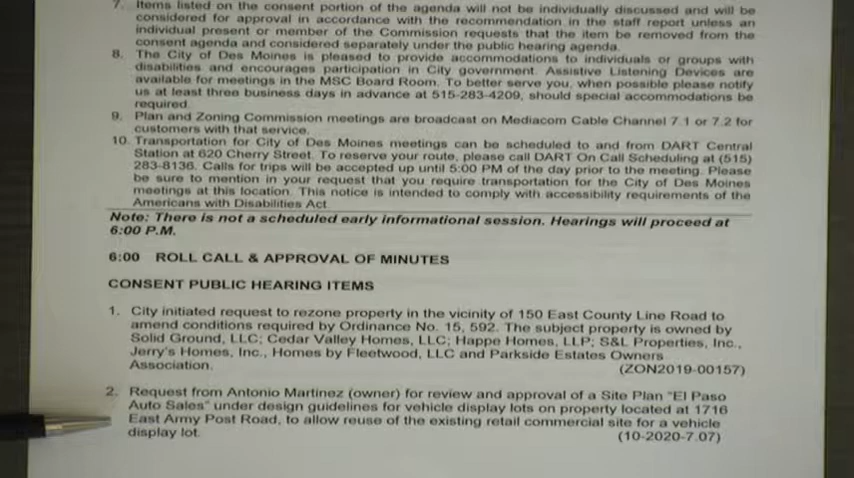 7. Items listed on the consent portion of the agenda will not be individually discussed and will be
considered for approval in accordance with the recommendation in the staff report unless an
individual present or member of the Commission requests that the item be removed from the
consent agenda and considered separately under the public hearing agenda.
8. The City of Des Moines is pleased to provide accommodations to individuals or groups with
disabilities and encourages participation in City government. Assistive Listening Devices are
available for meetings in the MSC Board Room. To better serve you, when possible please notify
us at least three business days in advance at 515-283-4209, should special accommodations be
required.
9. Plan and Zoning Commission meetings are broadcast on Mediacom Cable Channel 7.1 or 7.2 for
customers with that service.
10. Transportation for City of Des Moines meetings can be scheduled to and from DART Central
Station at 620 Cherry Street. To reserve your route, please call DART On Call Scheduling at (515)
283-8136. Calls for trips will be accepted up until 5:00 PM of the day prior to the meeting. Please
be sure to mention in your request that you require transportation for the City of Des Moines
meetings at this location. This notice is intended to comply with accessibility requirements of the
Americans with Disabilities Act.
Note: There is not a scheduled early informational session. Hearings will proceed at
6:00 P.M.
6:00 ROLL CALL & APPROVAL OF MINUTES
CONSENT PUBLIC HEARING ITEMS
1. City initiated request to rezone property in the vicinity of 150 East County Line Road to
amend conditions required by Ordinance No. 15, 592. The subject property is owned by
Solid Ground, LLC; Cedar Valley Homes, LLC; Happe Homes, LLP; S&L Properties, Inc.,
Jerry's Homes, Inc., Homes by Fleetwood, LLC and Parkside Estates Owners
Association. (ZON2019-00157)
2. Request from Antonio Martinez (owner) for review and approval of a Site Plan "El Paso
Auto Sales" under design guidelines for vehicle display lots on property located at 1716
East Army Post Road, to allow reuse of the existing retail commercial site for a vehicle
display lot. (10-2020-7.07)